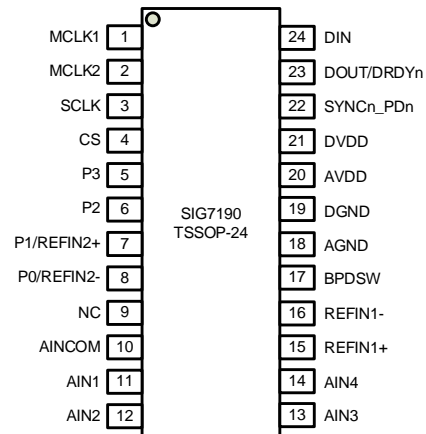 MCLK1 1
MCLK2 2
SCLK 3
CS 4
P3 5
P2 6
P1/REFIN2+ 7
P0/REFIN2- 8
NC 9
AINCOM 10
AIN1 11
AIN2 12
SIG7190
TSSOP-24
24 DIN
23 DOUT/DRDYn
22 SYNCn_PDn
21 DVDD
20 AVDD
19 DGND
18 AGND
17 BPDSW
16 REFIN1-
15 REFIN1+
14 AIN4
13 AIN3